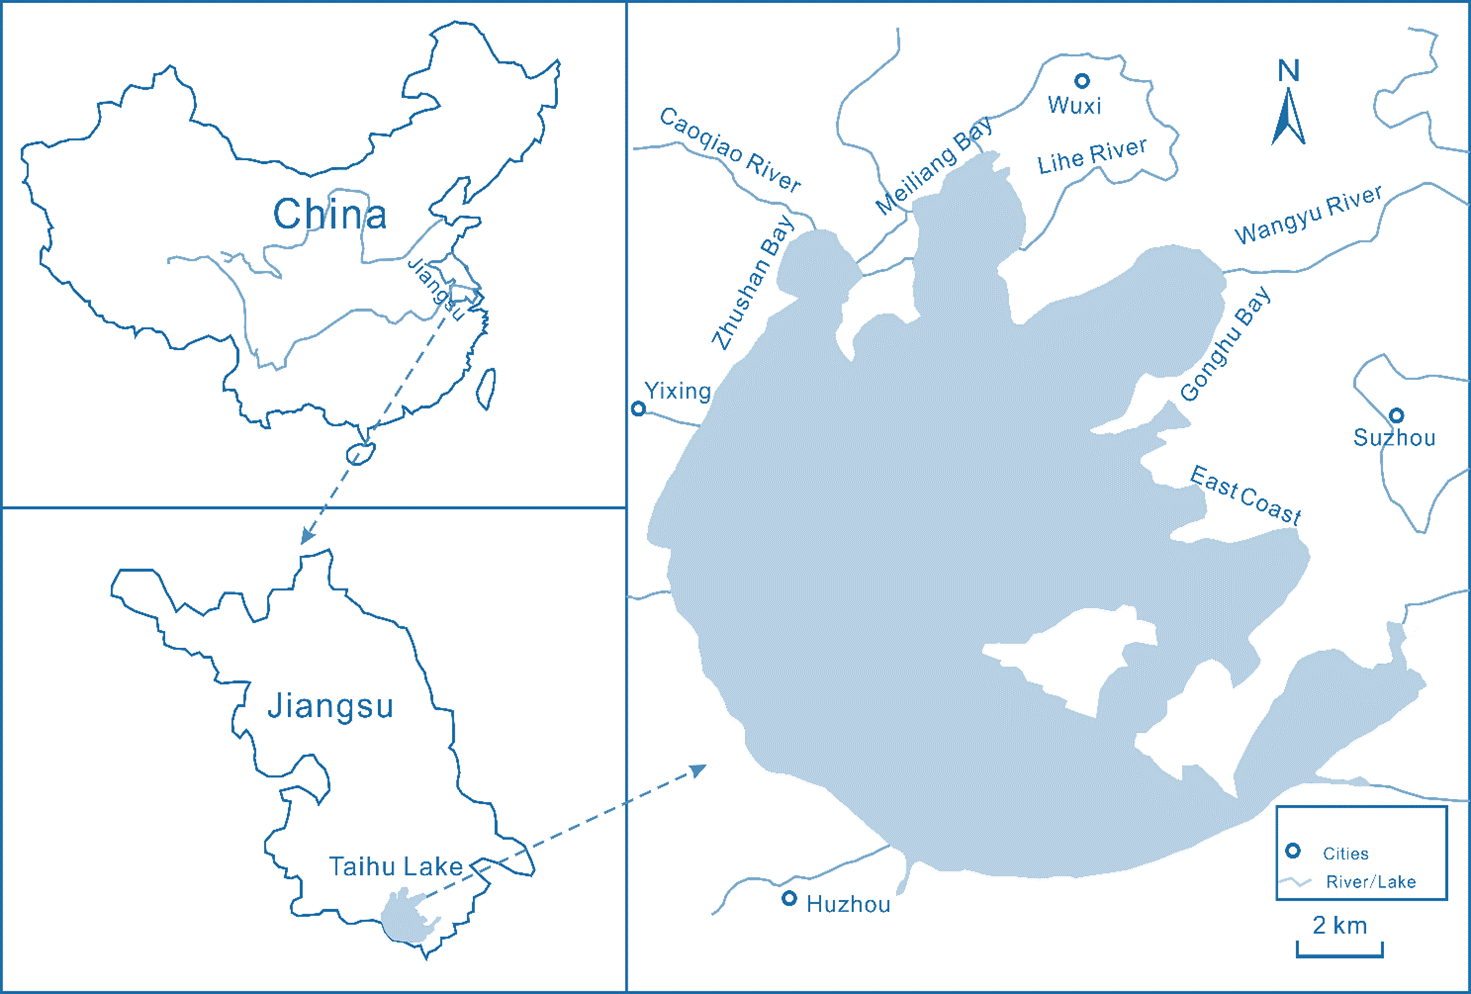 China
Jiangsu
Jiangsu
Taihu Lake
N
Wuxi
Caoqiao River
Meiliang Bay
Lihe River
Wangyu River
Zhushan Bay
Gonghu Bay
Yixing
Suzhou
East Coast
Huzhou
Cities
River/Lake
2 km